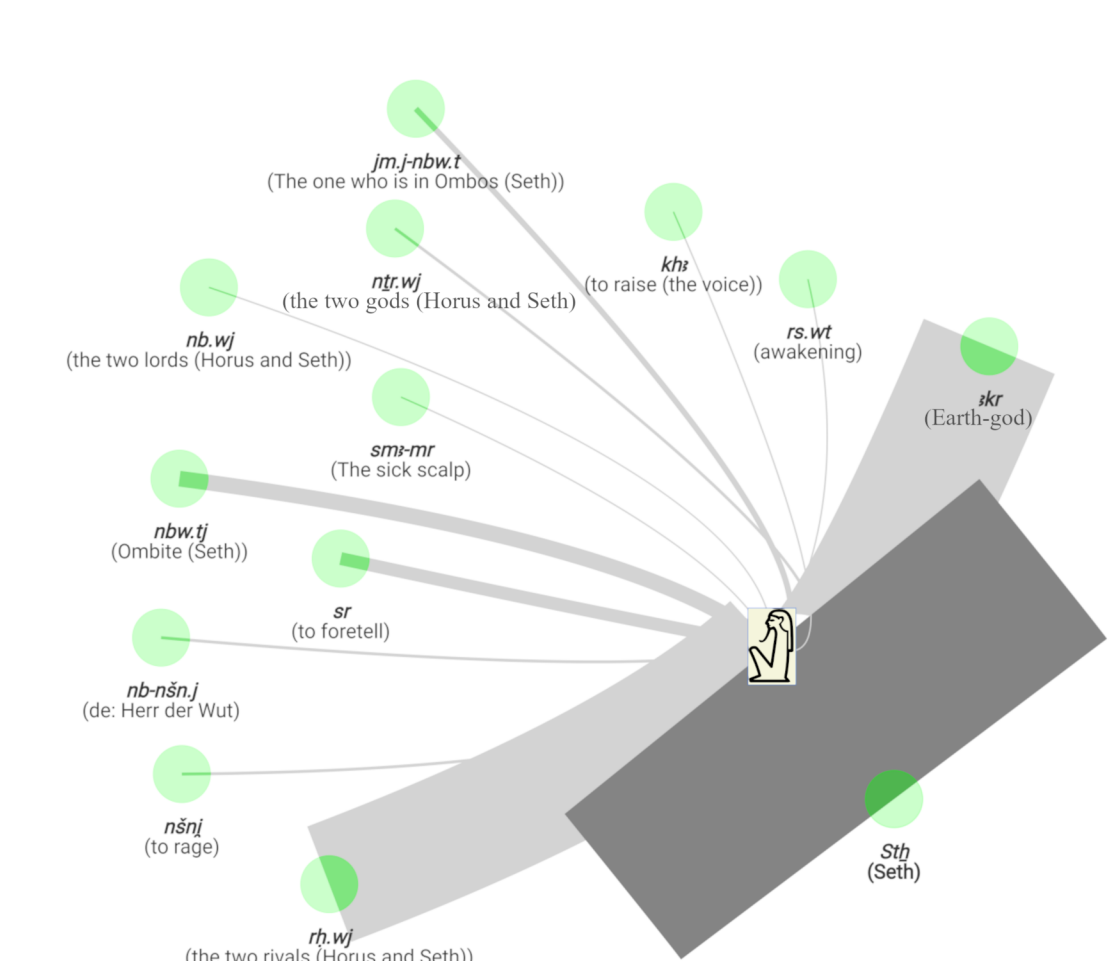 jm.j-nbw.t
(The one who is in Ombos (Seth))
nṯr.wj
(the two gods (Horus and Seth)
khꜣ
(to raise (the voice))
rs.wt
(awakening)
nb.wj
(the two lords (Horus and Seth))
ꜣkr
(Earth-god)
smꜣ-mr
(The sick scalp)
nbw.tj
(Ombite (Seth))
sr
(to foretell)
nb-nšn.j
(de: Herr der Wut)
nšni̯
(to rage)
Stẖ
(Seth)
rḥ.wj
(the two rivals (Horus and Seth))